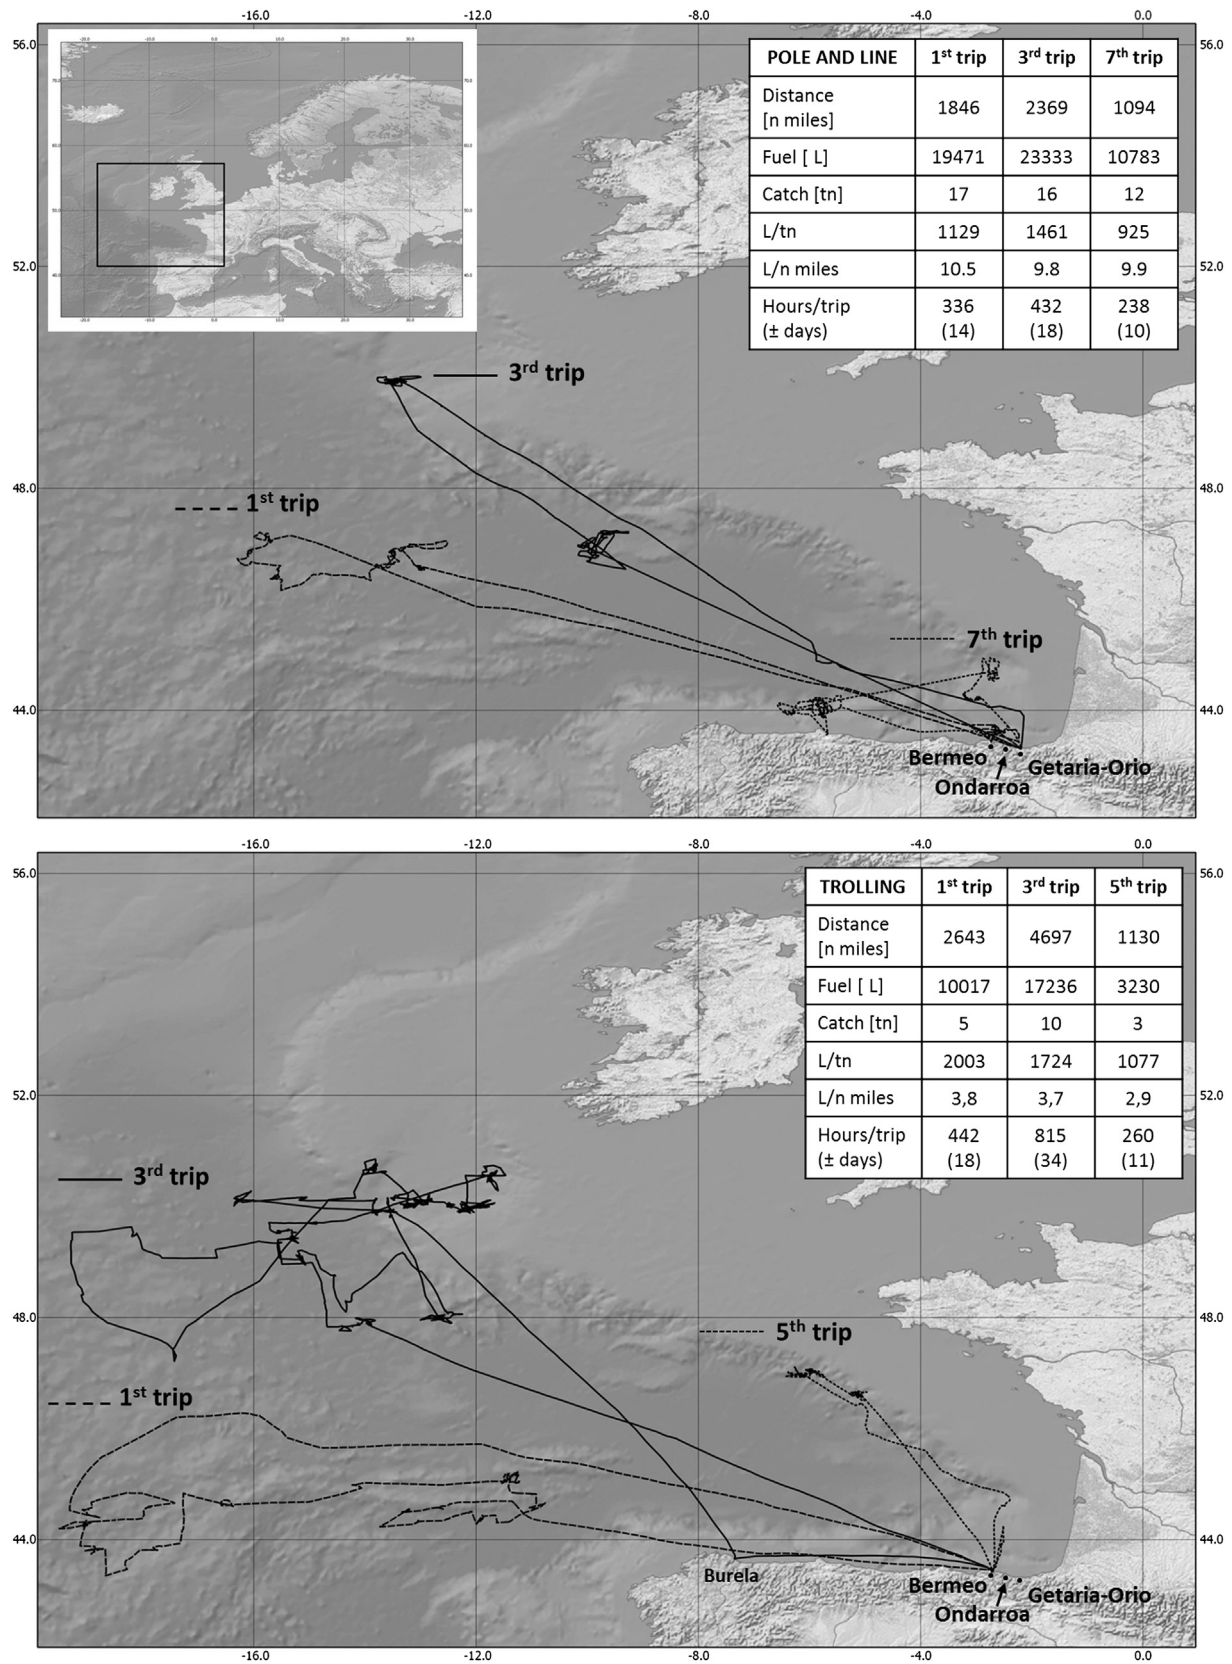 -16.0 -12.0 -8.0 -4.0 0.0
56.0 56.0
POLE AND LINE 1st trip 3rd trip 7th trip
Distance
[n miles] 1846 2369 1094
Fuel [ L] 19471 23333 10783
Catch [tn] 17 16 12
L/tn 1129 1461 925
L/n miles 10.5 9.8 9.9
Hours/trip 336 432 238
(± days) (14) (18) (10)
52.0 52.0
3rd trip
48.0 48.0
1st trip
7th trip
44.0 44.0
Bermeo
Getaria-Orio
Ondarroa
-16.0 -12.0 -8.0 -4.0 0.0
56.0 56.0
TROLLING 1st trip 3rd trip 5th trip
Distance
[n miles] 2643 4697 1130
Fuel [ L] 10017 17236 3230
Catch [tn] 5 10 3
L/tn 2003 1724 1077
L/n miles 3,8 3,7 2,9
Hours/trip 442 815 260
(± days) (18) (34) (11)
52.0 52.0
3rd trip
48.0 48.0
5th trip
1st trip
44.0 44.0
Burela
Bermeo
Getaria-Orio
Ondarroa
-16.0 -12.0 -8.0 -4.0 0.0